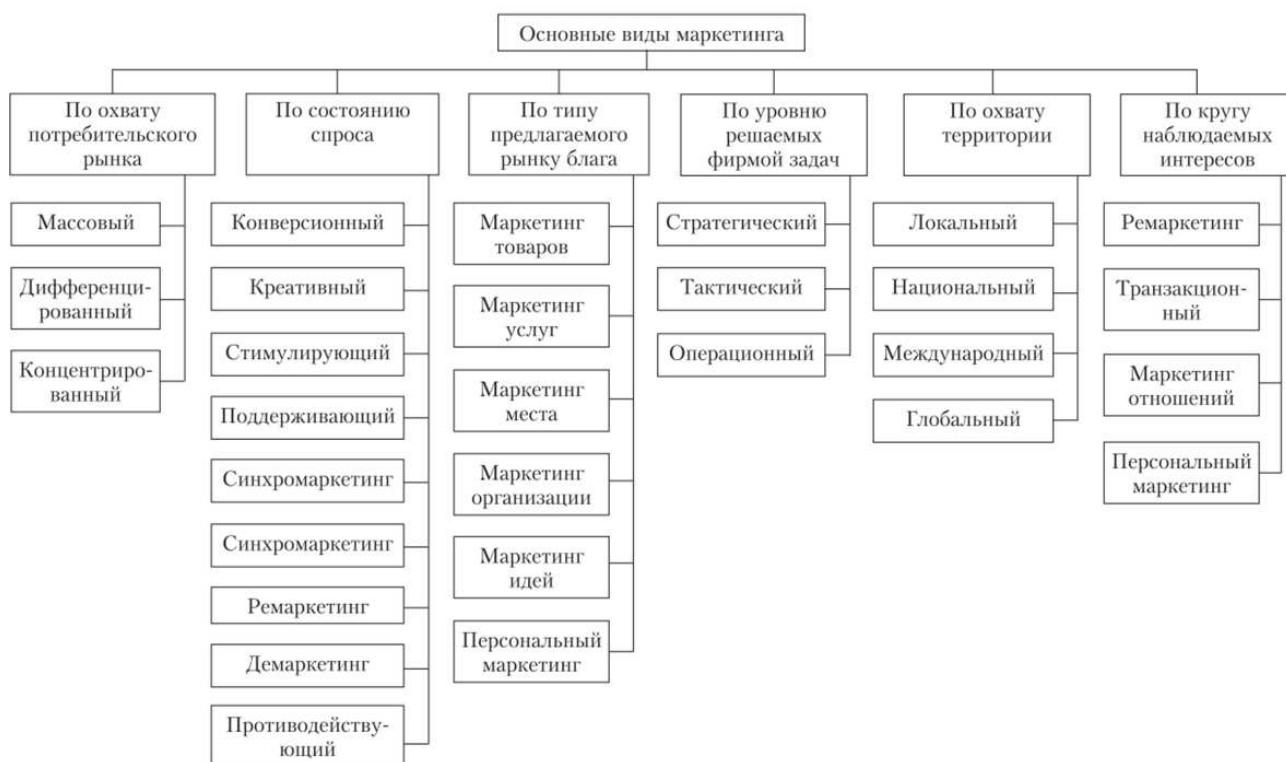 Основные виды маркетинга
По охвату
потребительского
рынка
Массовый
Дифференци-
рованный
Концентриро-
ванный
По состоянию
спроса
Конверсионный
Креативный
Стимулирующий
Поддерживающий
Синхромаркетинг
Синхромаркетинг
Ремаркетинг
Демаркетинг
Противодейству-
ющий
По типу
предлагаемого
рынку блага
Маркетинг
товаров
Маркетинг
услуг
Маркетинг
места
Маркетинг
организации
Маркетинг
идей
Персональный
маркетинг
По уровню
решаемых
фирмой задач
Стратегический
Тактический
Операционный
По охвату
территории
Локальный
Национальный
Международный
Глобальный
По кругу
наблюдаемых
интересов
Ремаркетинг
Транзакцион-
ный
Маркетинг
отношений
Персональный
маркетинг